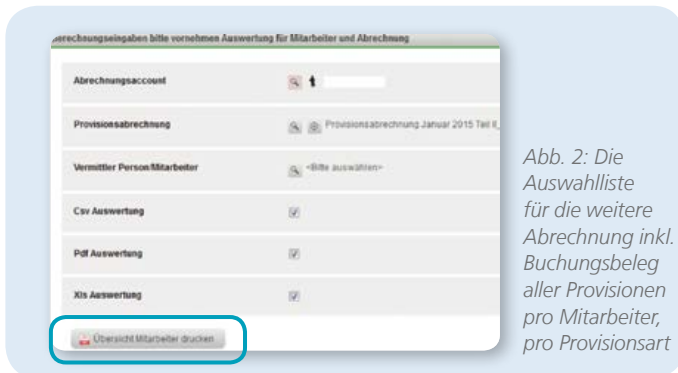 erechnungseingaben bitte vornehmen Auswertung für Mitarbeiter und Abrechnung
Abrechnungsaccount
Provisionsabrechnung Provisionsabrechnung Januar 2015 Teil II_
Vermittler Person/Mitarbeiter <Bitte auswählen>
Csv Auswertung
Pdf Auswertung
Xls Auswertung
Übersicht Mitarbeiter drucken
Abb. 2: Die
Auswahlliste
für die weitere
Abrechnung inkl.
Buchungsbeleg
aller Provisionen
pro Mitarbeiter,
pro Provisionsart